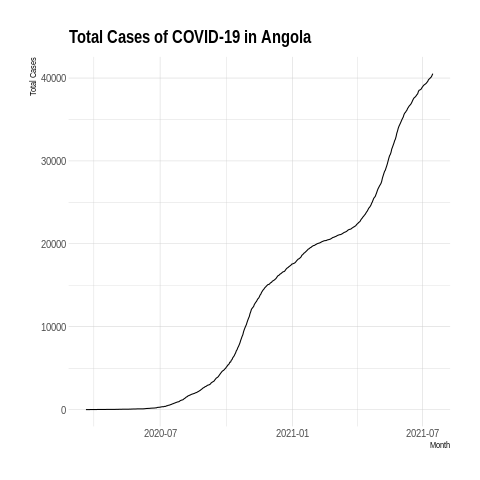 Total Cases of COVID-19 in Angola
Total Cases
40000
30000
20000
10000
0
2020-07 2021-01 2021-07
Month